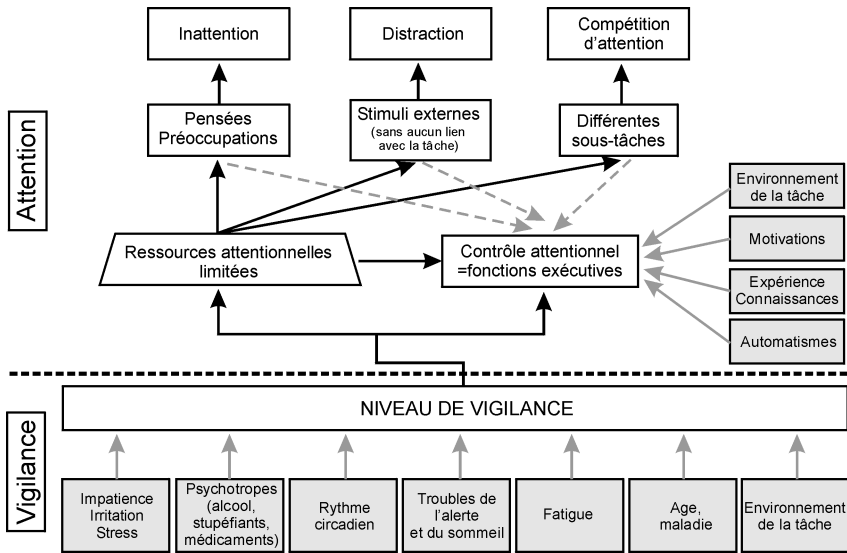 Inattention
Distraction
Compétition
d'attention
Attention
Pensées
Préoccupations
Stimuli externes
(sans aucun lien
avec la tâche)
Différentes
sous-tâches
Environnement
de la tâche
Motivations
Expérience
Connaissances
Automatismes
Ressources attentionnelles
limitées
Contrôle attentionnel
=fonctions exécutives
Vigilance
NIVEAU DE VIGILANCE
Impatience
Irritation
Stress
Psychotropes
(alcool,
stupéfiants,
médicaments)
Rythme
circadien
Troubles de
l'alerte
et du sommeil
Fatigue
Age,
maladie
Environnement
de la tâche